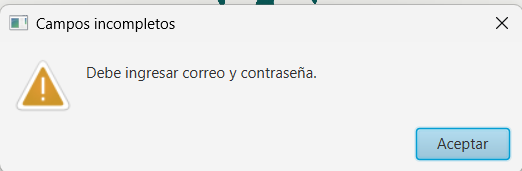 Campos incompletos
Debe ingresar correo y contraseña.
Aceptar